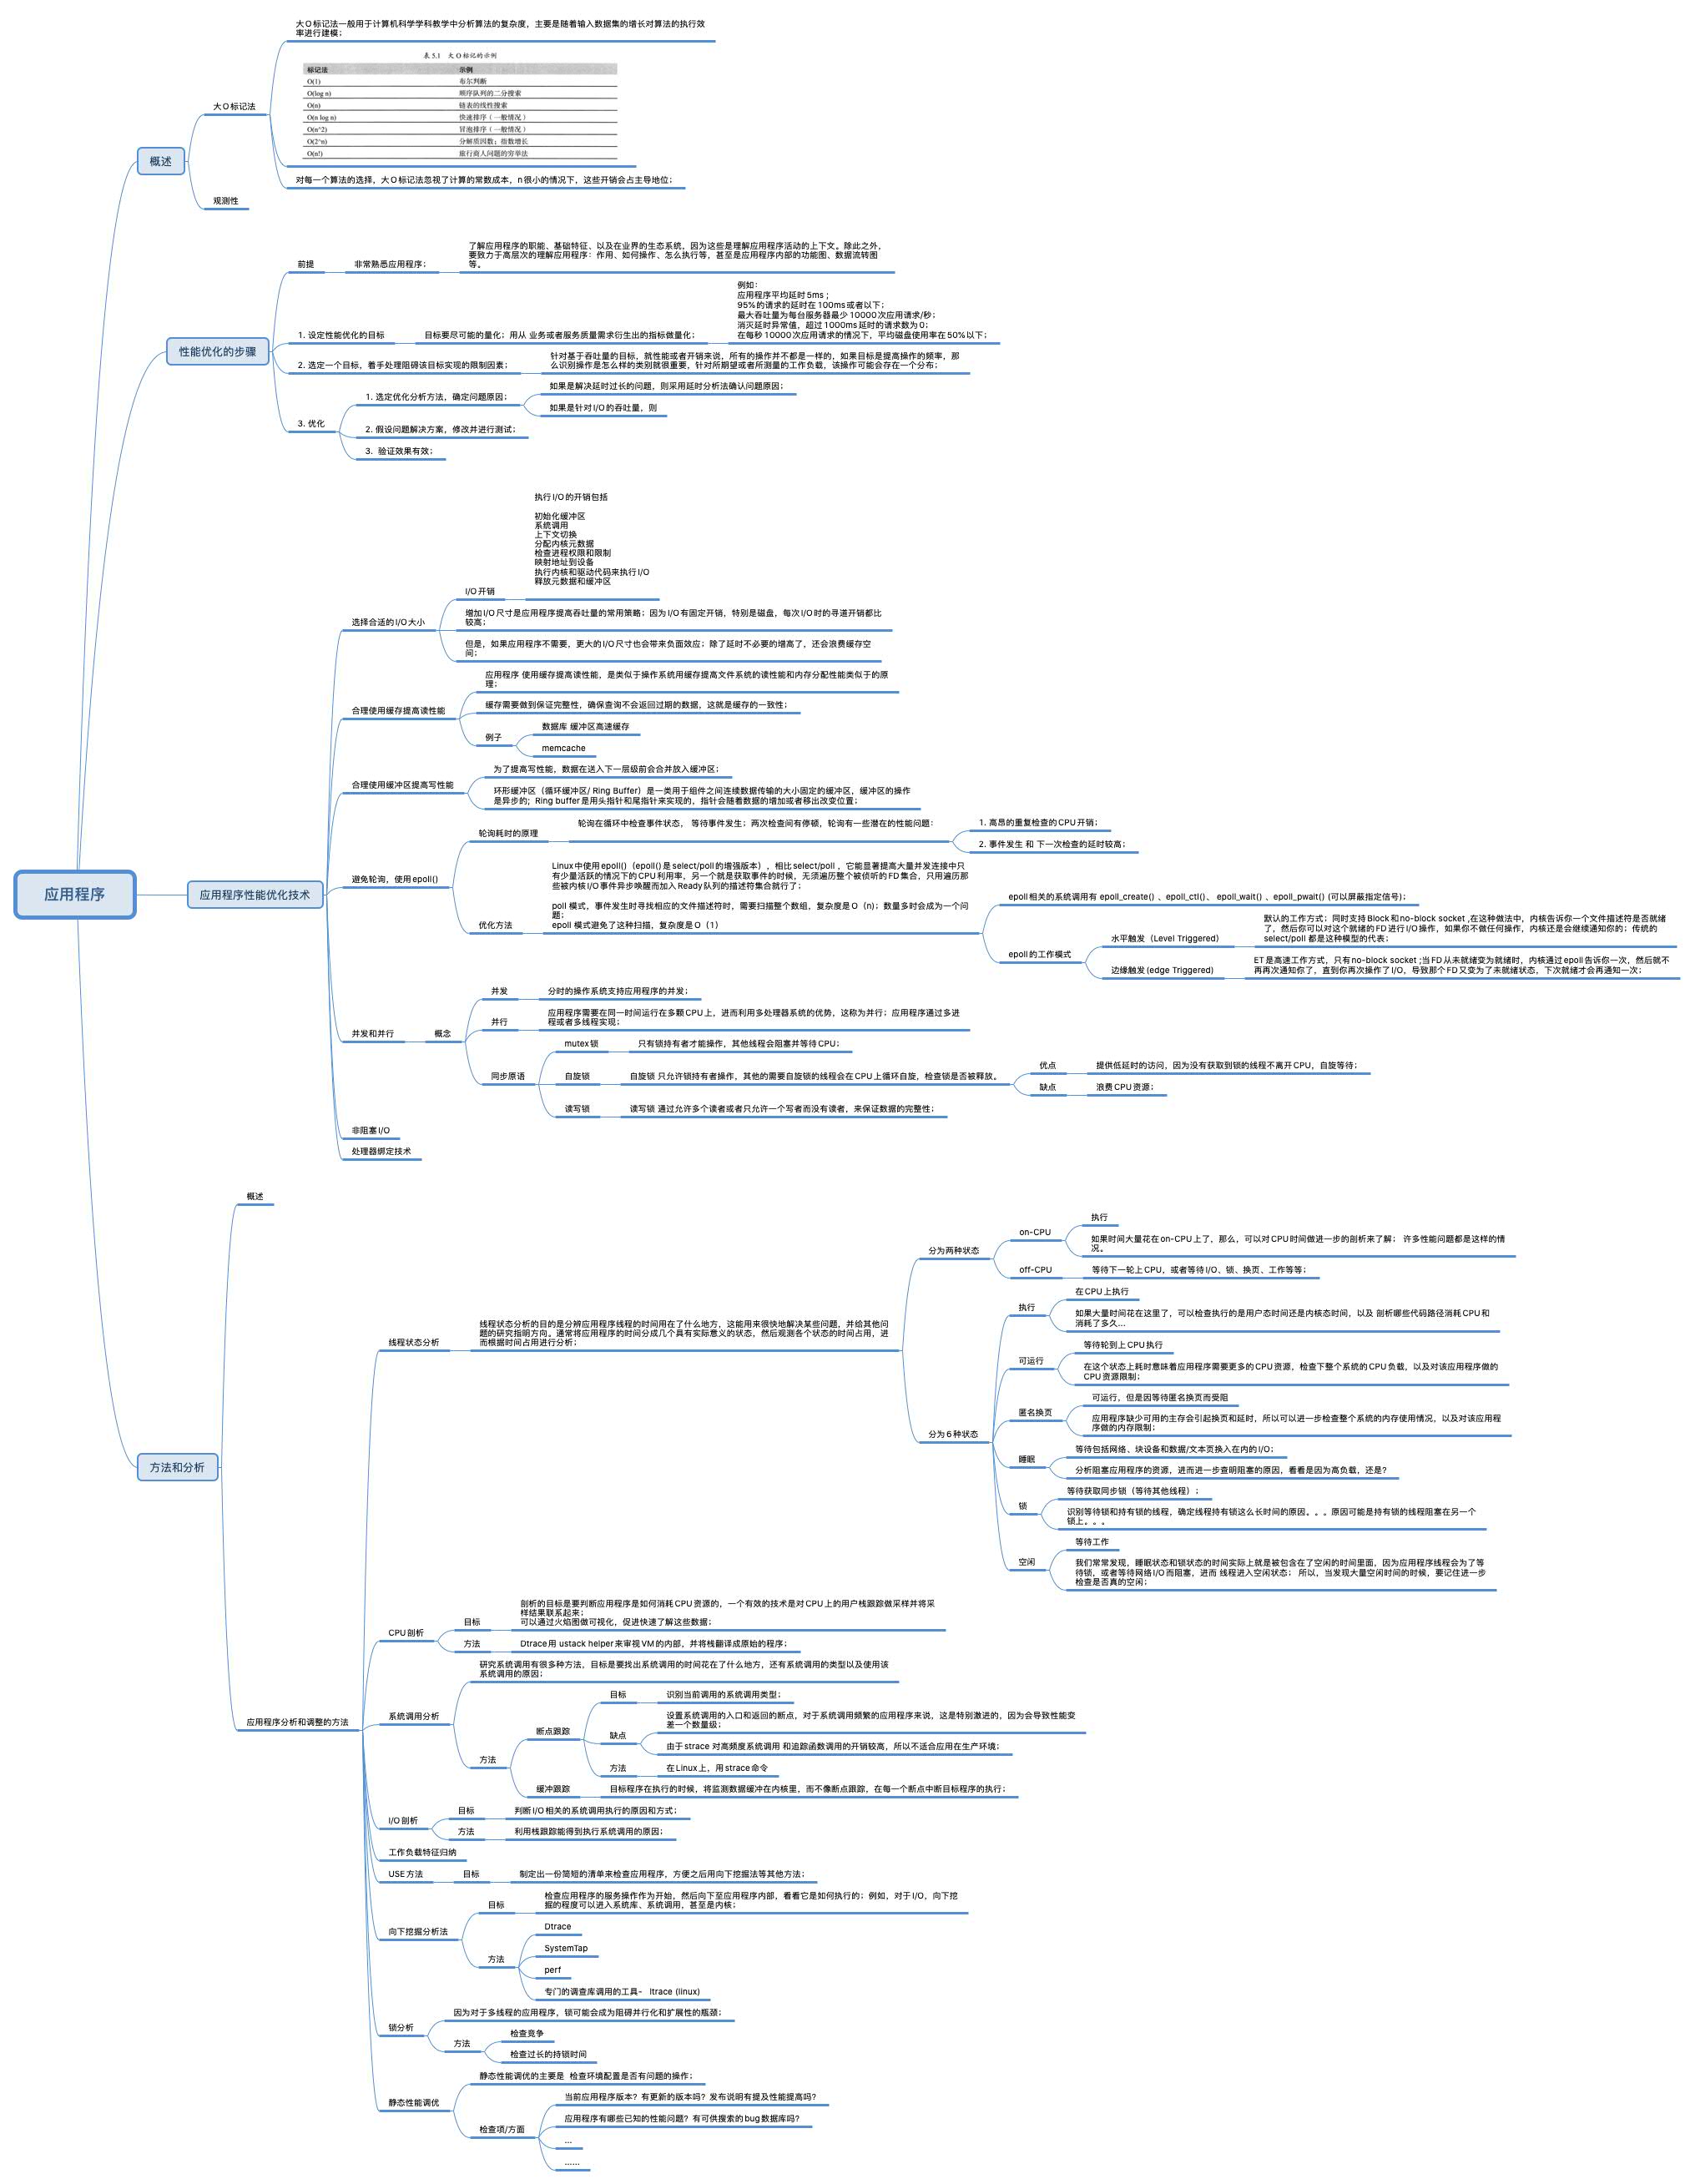 应用程序
概述
大O标记法
大O标记法一般用于计算机科学学科教学中分析算法的复杂度，主要是随着输入数据集的增长对算法的执行效
率进行建模；
表 5.1 大 O 标记的示例
标记法 示例
O(1) 布尔判断
O(log n) 顺序队列的二分搜索
O(n) 链表的线性搜索
O(n log n) 快速排序（一般情况）
O(n^2) 冒泡排序（一般情况）
O(2^n) 分解质因数；指数增长
O(n!) 旅行商人问题的穷举法
对每一个算法的选择，大O标记法忽视了计算的常数成本，n很小的情况下，这些开销会占主导地位；
观测性
性能优化的步骤
前提
非常熟悉应用程序；
了解应用程序的职能、基础特征、以及在业界的生态系统，因为这些是理解应用程序活动的上下文。除此之外，
要致力于高层次的理解应用程序：作用、如何操作、怎么执行等，甚至是应用程序内部的功能图、数据流转图
等。
1. 设定性能优化的目标
目标要尽可能的量化；用从 业务或者服务质量需求衍生出的指标做量化；
例如：
应用程序平均延时5ms；
95%的请求的延时在100ms或者以下；
最大吞吐量为每台服务器最少10000次应用请求/秒；
消灭延时异常值，超过1000ms延时的请求数为0；
在每秒10000次应用请求的情况下，平均磁盘使用率在50%以下；
2. 选定一个目标，着手处理阻碍该目标实现的限制因素；
针对基于吞吐量的目标，就性能或者开销来说，所有的操作并不都是一样的，如果目标是提高操作的频率，那
么识别操作是怎么样的类别就很重要，针对所期望或者所测量的工作负载，该操作可能会存在一个分布；
3. 优化
1. 选定优化分析方法，确定问题原因；
如果是解决延时过长的问题，则采用延时分析法确认问题原因；
如果是针对I/O的吞吐量，则
2. 假设问题解决方案，修改并进行测试；
3. 验证效果有效；
应用程序性能优化技术
选择合适的I/O大小
I/O开销
执行I/O的开销包括
初始化缓冲区
系统调用
上下文切换
分配内核元数据
检查进程权限和限制
映射地址到设备
执行内核和驱动代码来执行I/O
释放元数据和缓冲区
增加I/O尺寸是应用程序提高吞吐量的常用策略；因为I/O有固定开销，特别是磁盘，每次I/O时的寻道开销都比
较高；
但是，如果应用程序不需要，更大的I/O尺寸也会带来负面效应；除了延时不必要的增高了，还会浪费缓存空
间；
合理使用缓存提高读性能
应用程序 使用缓存提高读性能，是类似于操作系统用缓存提高文件系统的读性能和内存分配性能类似于的原
理；
缓存需要做到保证完整性，确保查询不会返回过期的数据，这就是缓存的一致性；
例子
数据库 缓冲区高速缓存
memcache
合理使用缓冲区提高写性能
为了提高写性能，数据在送入下一层级前会合并放入缓冲区；
环形缓冲区（循环缓冲区/ Ring Buffer）是一类用于组件之间连续数据传输的大小固定的缓冲区，缓冲区的操作
是异步的；Ring buffer是用头指针和尾指针来实现的，指针会随着数据的增加或者移出改变位置；
避免轮询，使用epoll()
轮询耗时的原理
轮询在循环中检查事件状态， 等待事件发生；两次检查间有停顿，轮询有一些潜在的性能问题：
1. 高昂的重复检查的CPU开销；
2. 事件发生 和 下一次检查的延时较高；
优化方法
Linux中使用epoll()（epoll()是select/poll的增强版本），相比select/poll，它能显著提高大量并发连接中只
有少量活跃的情况下的CPU利用率，另一个就是获取事件的时候，无须遍历整个被侦听的FD集合，只用遍历那
些被内核I/O事件异步唤醒而加入Ready队列的描述符集合就行了；
poll 模式，事件发生时寻找相应的文件描述符时，需要扫描整个数组，复杂度是O（n)；数量多时会成为一个问
题；
epoll 模式避免了这种扫描，复杂度是O（1）
epoll相关的系统调用有 epoll_create() 、epoll_ctl()、 epoll_wait() 、epoll_pwait() (可以屏蔽指定信号)；
epoll的工作模式
水平触发（Level Triggered）
默认的工作方式；同时支持Block和no-block socket ,在这种做法中，内核告诉你一个文件描述符是否就绪
了，然后你可以对这个就绪的FD进行I/O操作，如果你不做任何操作，内核还是会继续通知你的；传统的
select/poll 都是这种模型的代表；
边缘触发 (edge Triggered)
ET是高速工作方式，只有no-block socket ;当FD从未就绪变为就绪时，内核通过epoll告诉你一次，然后就不
再再次通知你了，直到你再次操作了I/O，导致那个FD又变为了未就绪状态，下次就绪才会再通知一次；
并发和并行
概念
并发
分时的操作系统支持应用程序的并发；
并行
应用程序需要在同一时间运行在多颗CPU上，进而利用多处理器系统的优势，这称为并行；应用程序通过多进
程或者多线程实现；
同步原语
mutex锁
只有锁持有者才能操作，其他线程会阻塞并等待CPU；
自旋锁
自旋锁 只允许锁持有者操作，其他的需要自旋锁的线程会在CPU上循环自旋，检查锁是否被释放。
优点
提供低延时的访问，因为没有获取到锁的线程不离开CPU，自旋等待；
缺点
浪费CPU资源；
读写锁
读写锁 通过允许多个读者或者只允许一个写者而没有读者，来保证数据的完整性；
非阻塞I/O
处理器绑定技术
方法和分析
概述
应用程序分析和调整的方法
线程状态分析
线程状态分析的目的是分辨应用程序线程的时间用在了什么地方，这能用来很快地解决某些问题，并给其他问
题的研究指明方向。通常将应用程序的时间分成几个具有实际意义的状态，然后观测各个状态的时间占用，进
而根据时间占用进行分析；
分为两种状态
on-CPU
执行
如果时间大量花在on-CPU上了，那么，可以对CPU时间做进一步的剖析来了解； 许多性能问题都是这样的情
况。
off-CPU
等待下一轮上CPU，或者等待I/O、锁、换页、工作等等；
分为6种状态
执行
在CPU上执行
如果大量时间花在这里了，可以检查执行的是用户态时间还是内核态时间，以及 剖析哪些代码路径消耗CPU和
消耗了多久...
可运行
等待轮到上CPU执行
在这个状态上耗时意味着应用程序需要更多的CPU资源，检查下整个系统的CPU负载，以及对该应用程序做的
CPU资源限制；
匿名换页
可运行，但是因等待匿名换页而受阻
应用程序缺少可用的主存会引起换页和延时，所以可以进一步检查整个系统的内存使用情况，以及对该应用程
序做的内存限制；
睡眠
等待包括网络、块设备和数据/文本页换入在内的I/O；
分析阻塞应用程序的资源，进而进一步查明阻塞的原因，看看是因为高负载，还是？
锁
等待获取同步锁（等待其他线程）；
识别等待锁和持有锁的线程，确定线程持有锁这么长时间的原因。。。原因可能是持有锁的线程阻塞在另一个
锁上。。。
空闲
等待工作
我们常常发现，睡眠状态和锁状态的时间实际上就是被包含在了空闲的时间里面，因为应用程序线程会为了等
待锁，或者等待网络I/O而阻塞，进而 线程进入空闲状态； 所以，当发现大量空闲时间的时候，要记住进一步
检查是否真的空闲；
CPU剖析
目标
剖析的目标是要判断应用程序是如何消耗CPU资源的，一个有效的技术是对CPU上的用户栈跟踪做采样并将采
样结果联系起来；
可以通过火焰图做可视化，促进快速了解这些数据；
方法
Dtrace用 ustack helper来审视VM的内部，并将栈翻译成原始的程序；
系统调用分析
研究系统调用有很多种方法，目标是要找出系统调用的时间花在了什么地方，还有系统调用的类型以及使用该
系统调用的原因；
方法
断点跟踪
目标
识别当前调用的系统调用类型；
缺点
设置系统调用的入口和返回的断点，对于系统调用频繁的应用程序来说，这是特别激进的，因为会导致性能变
差一个数量级；
由于strace 对高频度系统调用 和追踪函数调用的开销较高，所以不适合应用在生产环境；
方法
在Linux上，用strace命令
缓冲跟踪
目标程序在执行的时候，将监测数据缓冲在内核里，而不像断点跟踪，在每一个断点中断目标程序的执行；
I/O剖析
目标
判断I/O相关的系统调用执行的原因和方式；
方法
利用栈跟踪能得到执行系统调用的原因；
工作负载特征归纳
USE方法
目标
制定出一份简短的清单来检查应用程序，方便之后用向下挖掘法等其他方法；
向下挖掘分析法
目标
检查应用程序的服务操作作为开始，然后向下至应用程序内部，看看它是如何执行的；例如，对于I/O，向下挖
掘的程度可以进入系统库、系统调用，甚至是内核；
方法
Dtrace
SystemTap
perf
专门的调查库调用的工具- ltrace (linux)
锁分析
因为对于多线程的应用程序，锁可能会成为阻碍并行化和扩展性的瓶颈；
方法
检查竞争
检查过长的持锁时间
静态性能调优
静态性能调优的主要是 检查环境配置是否有问题的操作；
检查项/方面
当前应用程序版本？有更新的版本吗？发布说明有提及性能提高吗？
应用程序有哪些已知的性能问题？有可供搜索的bug数据库吗？
...
......